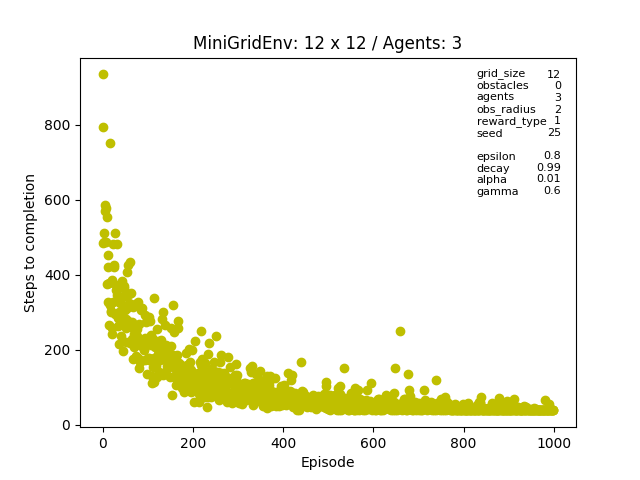 MiniGridEnv: 12 x 12 / Agents: 3
grid_size 12
obstacles 0
agents 3
obs_radius 2
reward_type 1
seed 25
epsilon 0.8
decay 0.99
alpha 0.01
gamma 0.6
Steps to completion
800
600
400
200
0
0 200 400 600 800 1000
Episode